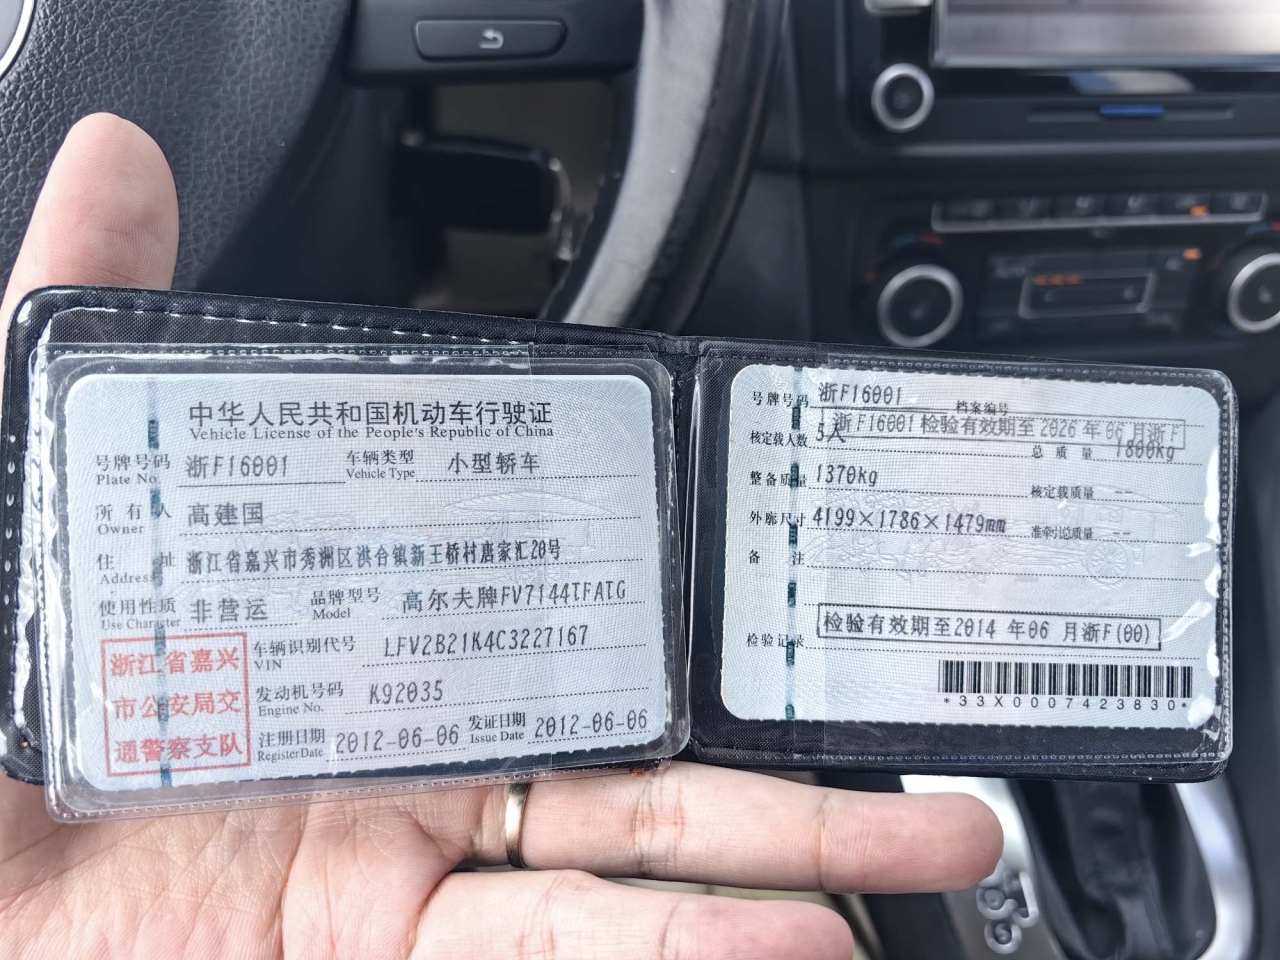 中华人民共和国机动车行驶证
Vehicle License of the People's Republic of China
号牌号码 浙F16001 车辆类型 小型轿车
Plate No. Vehicle Type
所有人 高建国
Owner
住址 浙江省嘉兴市秀洲区洪合镇新王桥村唐家汇20号
Address
使用性质 非营运 品牌型号 高尔夫牌FV7144TFATG
Use Character Model
浙江省嘉兴
市公安局交
通警察支队
车辆识别代号 LFV2B21K4C3227167
VIN
发动机号码 K92035
Engine No.
注册日期 2012-06-06 发证日期 2012-06-06
Register Date Issue Date
号牌号码 浙F16001 档案编号
浙F16001 检验有效期至 2026 年 06 月浙F
核定载人数 5人 总质量 1800kg
整备质量 1370kg 核定载质量 --
外廓尺寸 4199×1786×1479mm 准牵引总质量 --
备注
检验记录 检验有效期至2014 年06 月浙F(00)
*33X0007423830*